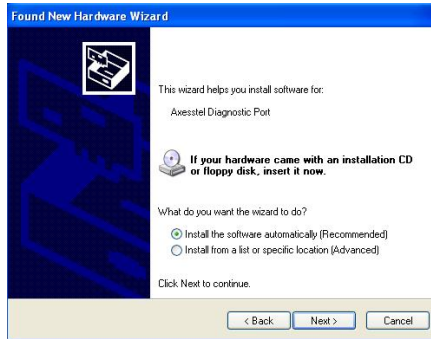 Found New Hardware Wizard
This wizard helps you install software for:
Axesstel Diagnostic Port
If your hardware came with an installation CD
or floppy disk, insert it now.
What do you want the wizard to do?
Install the software automatically (Recommended)
Install from a list or specific location (Advanced)
Click Next to continue.
< Back Next > Cancel